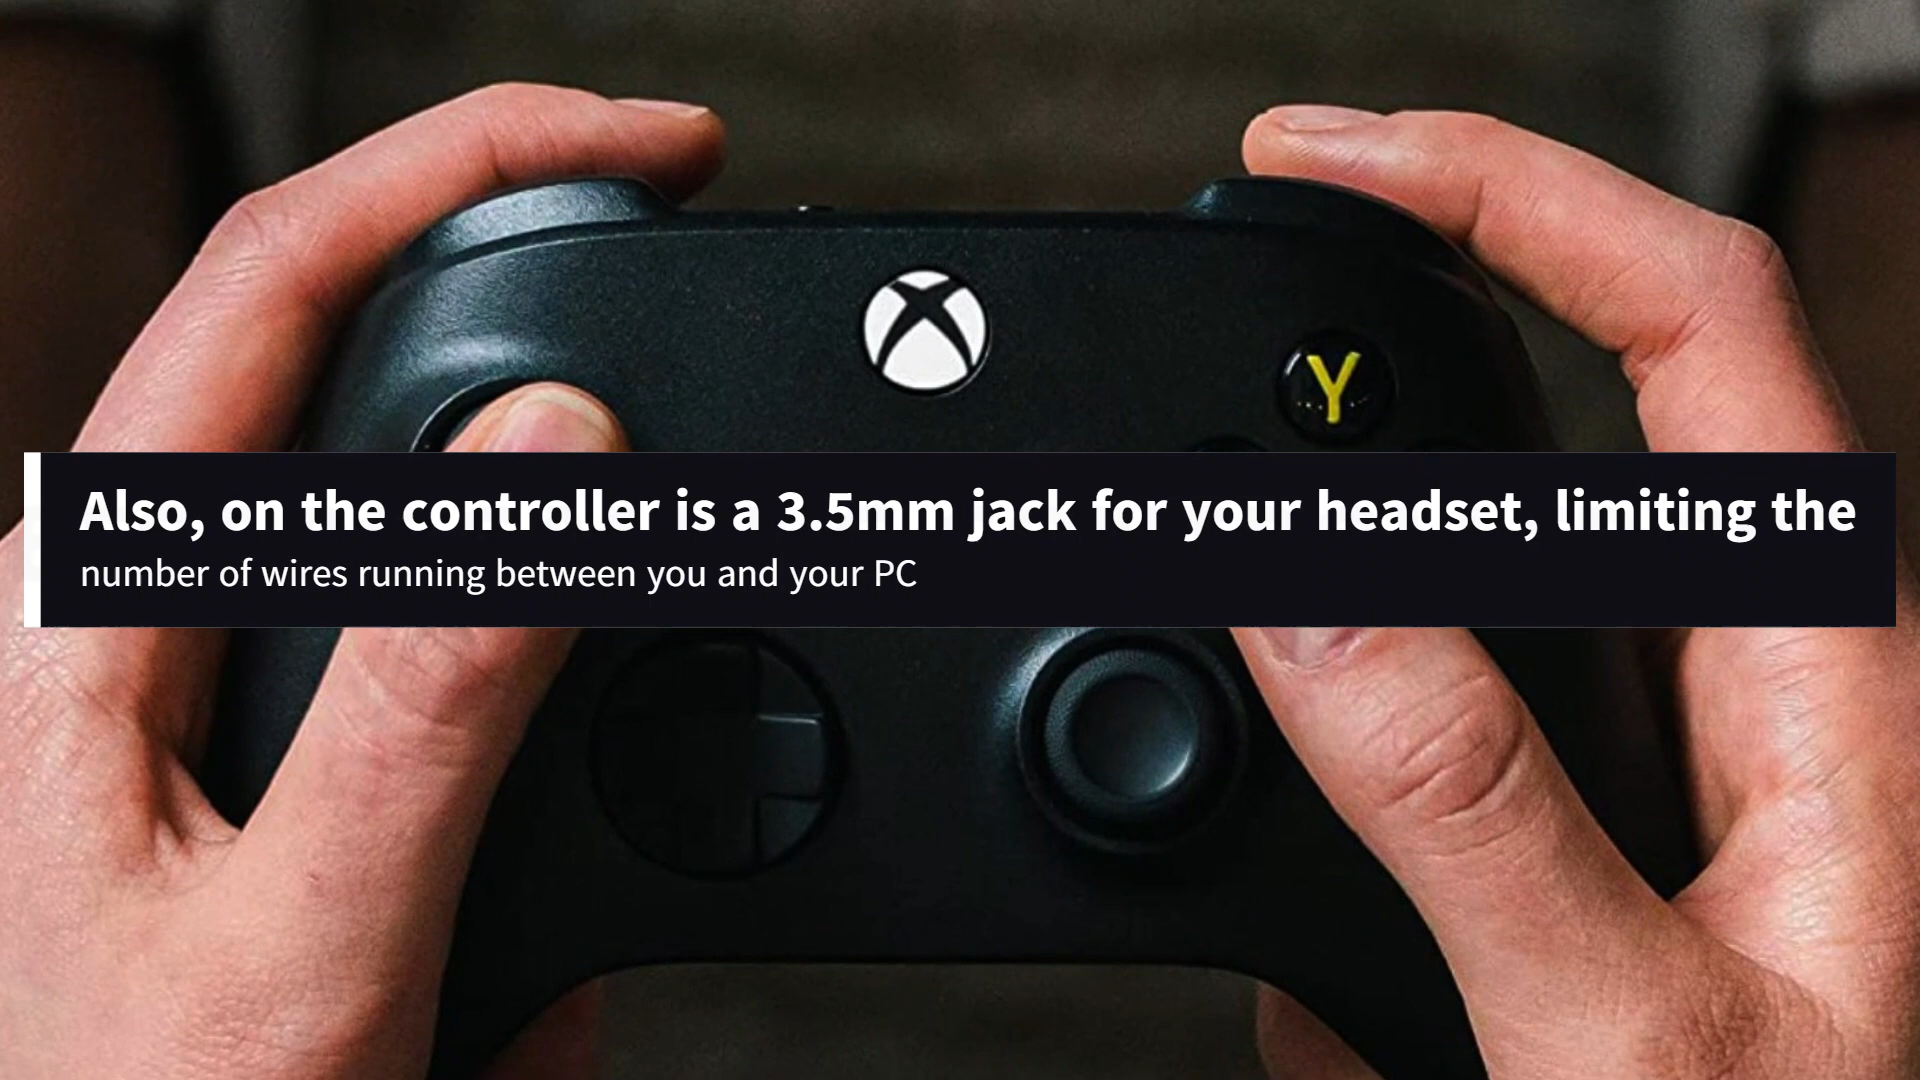 Y
Also, on the controller is a 3.5mm jack for your headset, limiting the
number of wires running between you and your PC